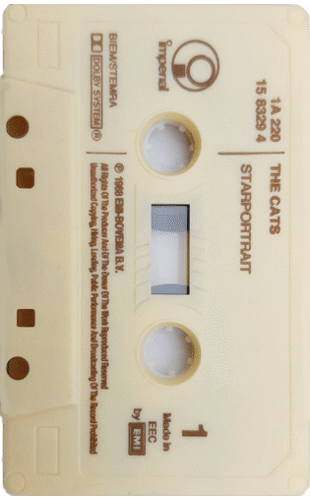 imperial
1A 220
15 8329 4
THE CATS
STARPORTRAIT
1
BIEM/STEMRA
DOLBY SYSTEM ®
Made in
EEC
by EMI
℗ 1988 EMI-BOVEMA B.V.
All Rights Of The Producer And Of The Owner Of The Work Reproduced Reserved
Unauthorized Copying, Hiring, Lending, Public Performance And Broadcasting Of The Record Prohibited